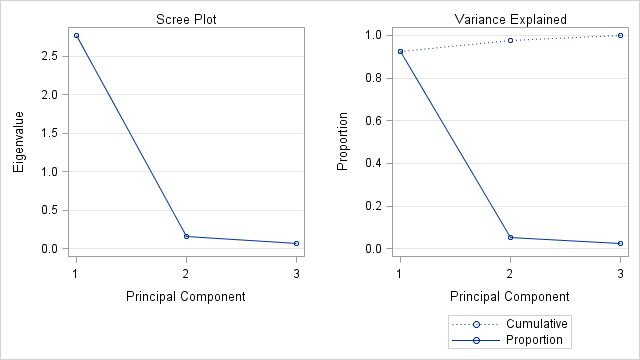 Scree Plot
Eigenvalue
2.5
2.0
1.5
1.0
0.5
0.0
1 2 3
Principal Component
Variance Explained
Proportion
1.0
0.8
0.6
0.4
0.2
0.0
1 2 3
Principal Component
Cumulative
Proportion